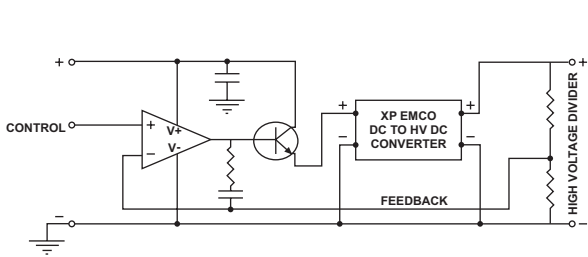 +
+
CONTROL
+
V+
−
V-
+
−
XP EMCO
DC TO HV DC
CONVERTER
+
−
FEEDBACK
HIGH VOLTAGE DIVIDER
−
−